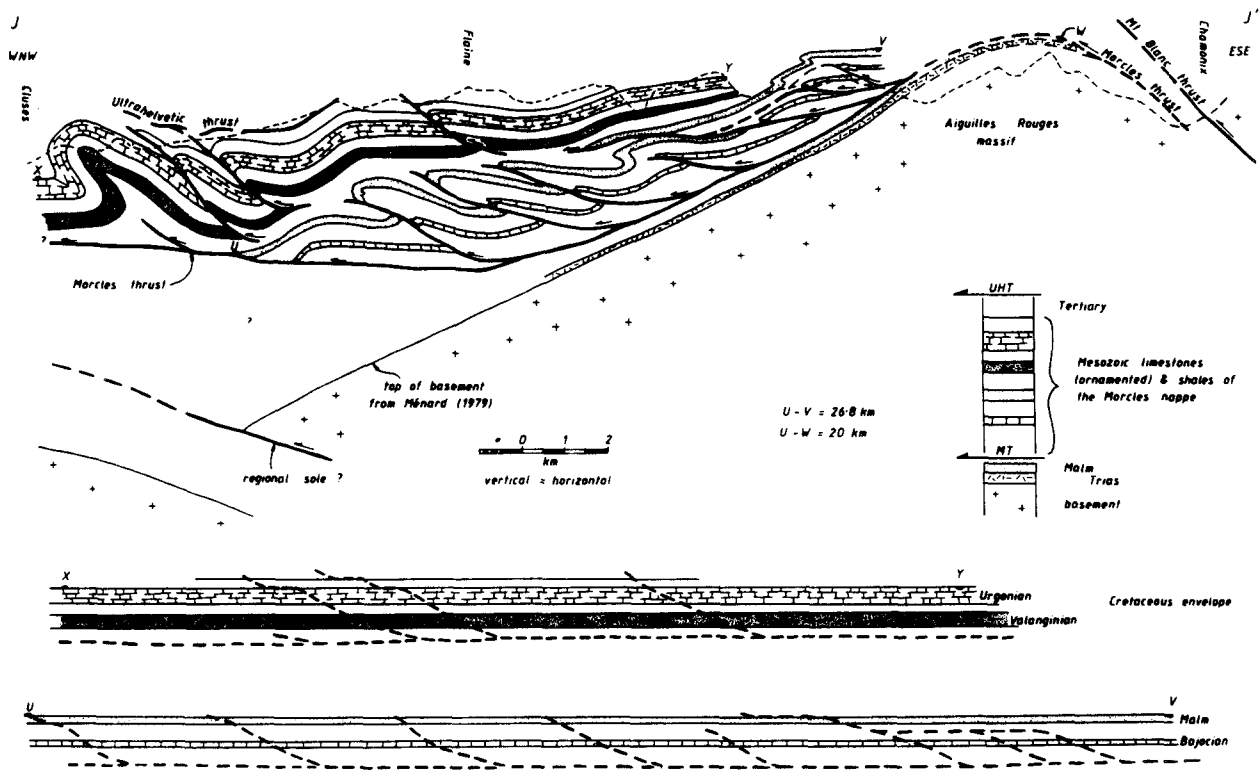 J
WNW
Cluses
Ultrahelvetic thrust
Flaine
Y
V
W
Morcles thrust
Mt. Blanc thrust
Chamonix
J'
ESE
X
U
?
Morcles thrust
?
Aiguilles Rouges
massif
top of basement
from Ménard (1979)
regional sole ?
0 1 2
km
vertical = horizontal
U - V = 26·8 km
U - W = 20 km
UHT
Tertiary
Mesozoic limestones
(ornamented) & shales of
the Morcles nappe
MT
Malm
Trias
basement
X
Y
Urgonian
Valanginian
Cretaceous envelope
U
V
Malm
Bajocian